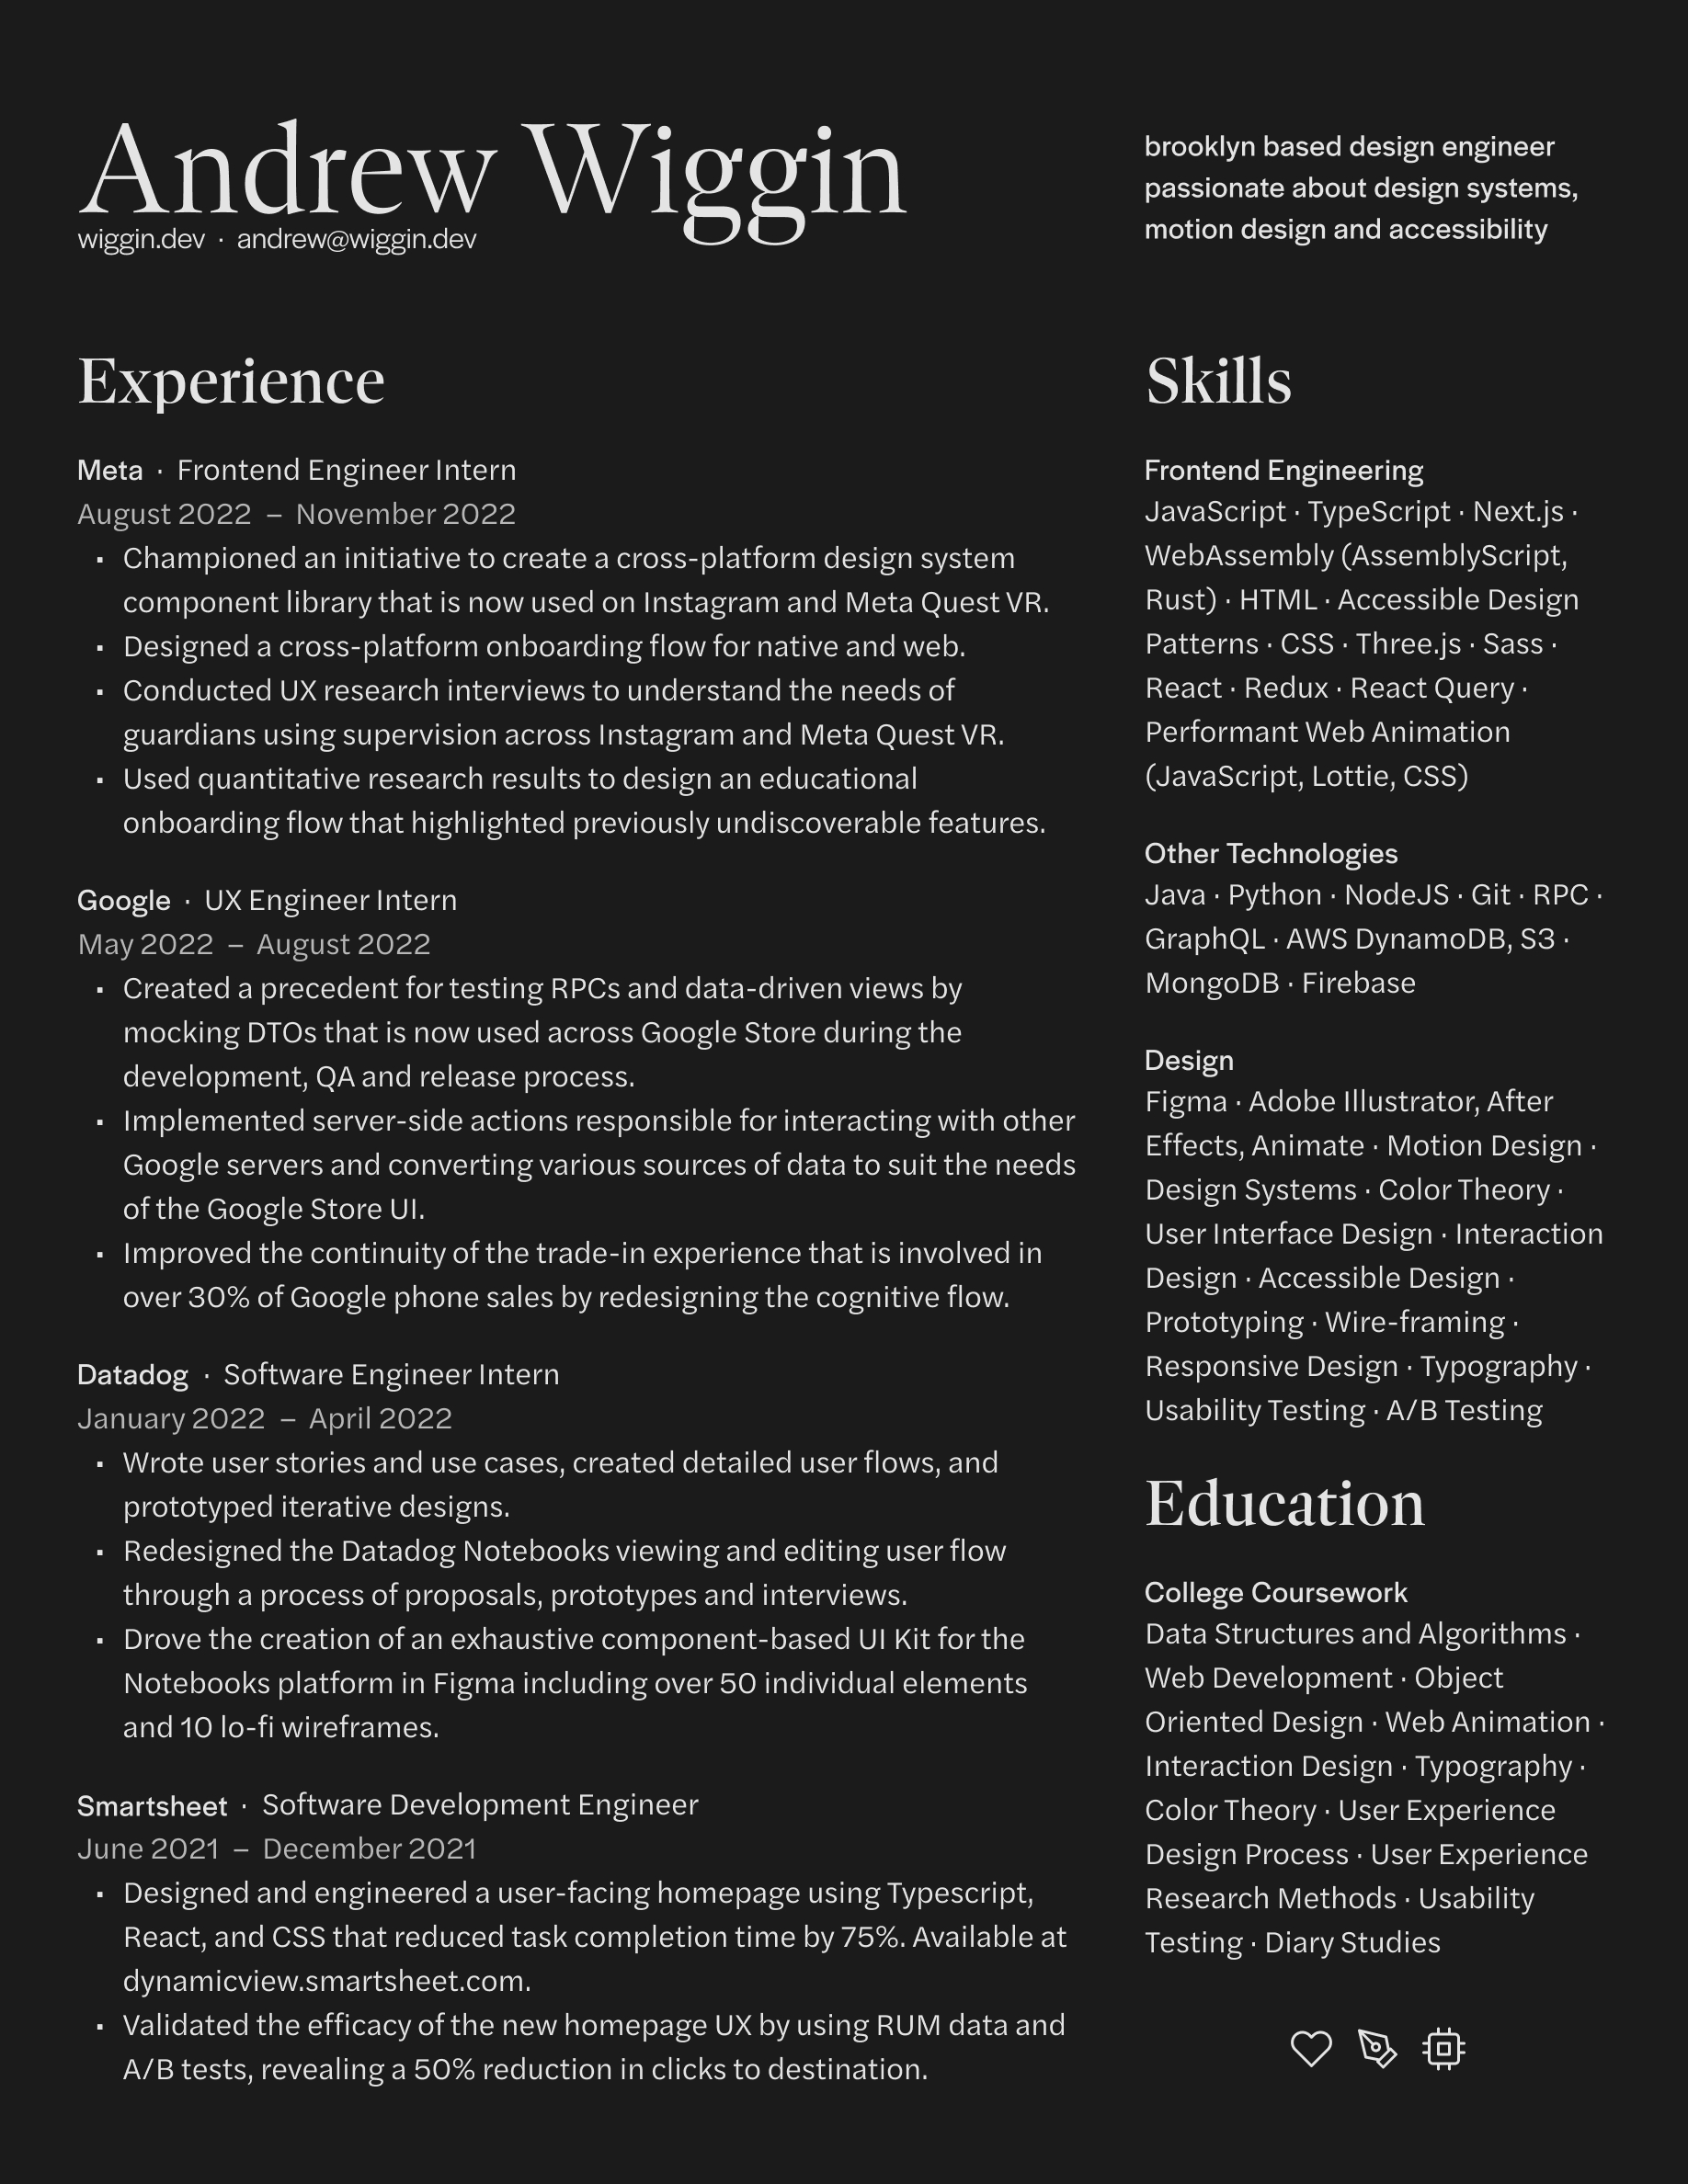 Andrew Wiggin
wiggin.dev · andrew@wiggin.dev
brooklyn based design engineer
passionate about design systems,
motion design and accessibility
Experience
Meta · Frontend Engineer Intern
August 2022 – November 2022
▪ Championed an initiative to create a cross-platform design system
component library that is now used on Instagram and Meta Quest VR.
▪ Designed a cross-platform onboarding flow for native and web.
▪ Conducted UX research interviews to understand the needs of
guardians using supervision across Instagram and Meta Quest VR.
▪ Used quantitative research results to design an educational
onboarding flow that highlighted previously undiscoverable features.
Google · UX Engineer Intern
May 2022 – August 2022
▪ Created a precedent for testing RPCs and data-driven views by
mocking DTOs that is now used across Google Store during the
development, QA and release process.
▪ Implemented server-side actions responsible for interacting with other
Google servers and converting various sources of data to suit the needs
of the Google Store UI.
▪ Improved the continuity of the trade-in experience that is involved in
over 30% of Google phone sales by redesigning the cognitive flow.
Datadog · Software Engineer Intern
January 2022 – April 2022
▪ Wrote user stories and use cases, created detailed user flows, and
prototyped iterative designs.
▪ Redesigned the Datadog Notebooks viewing and editing user flow
through a process of proposals, prototypes and interviews.
▪ Drove the creation of an exhaustive component-based UI Kit for the
Notebooks platform in Figma including over 50 individual elements
and 10 lo-fi wireframes.
Smartsheet · Software Development Engineer
June 2021 – December 2021
▪ Designed and engineered a user-facing homepage using Typescript,
React, and CSS that reduced task completion time by 75%. Available at
dynamicview.smartsheet.com.
▪ Validated the efficacy of the new homepage UX by using RUM data and
A/B tests, revealing a 50% reduction in clicks to destination.
Skills
Frontend Engineering
JavaScript · TypeScript · Next.js ·
WebAssembly (AssemblyScript,
Rust) · HTML · Accessible Design
Patterns · CSS · Three.js · Sass ·
React · Redux · React Query ·
Performant Web Animation
(JavaScript, Lottie, CSS)
Other Technologies
Java · Python · NodeJS · Git · RPC ·
GraphQL · AWS DynamoDB, S3 ·
MongoDB · Firebase
Design
Figma · Adobe Illustrator, After
Effects, Animate · Motion Design ·
Design Systems · Color Theory ·
User Interface Design · Interaction
Design · Accessible Design ·
Prototyping · Wire-framing ·
Responsive Design · Typography ·
Usability Testing · A/B Testing
Education
College Coursework
Data Structures and Algorithms ·
Web Development · Object
Oriented Design · Web Animation ·
Interaction Design · Typography ·
Color Theory · User Experience
Design Process · User Experience
Research Methods · Usability
Testing · Diary Studies